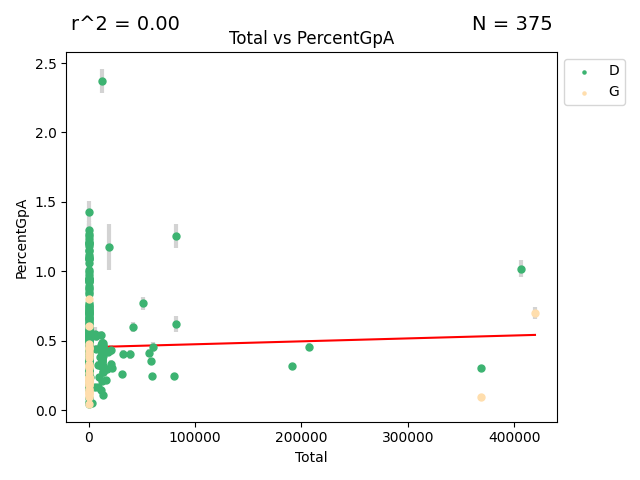 r^2 = 0.00
N = 375
Total vs PercentGpA
D
G
2.5
2.0
1.5
1.0
0.5
0.0
PercentGpA
0
100000
200000
300000
400000
Total